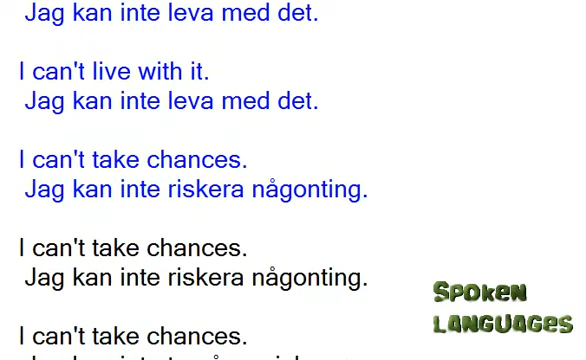 Jag kan inte leva med det.
I can't live with it.
Jag kan inte leva med det.
I can't take chances.
Jag kan inte riskera någonting.
I can't take chances.
Jag kan inte riskera någonting.
I can't take chances.
SPOKEN
LANGUAGES